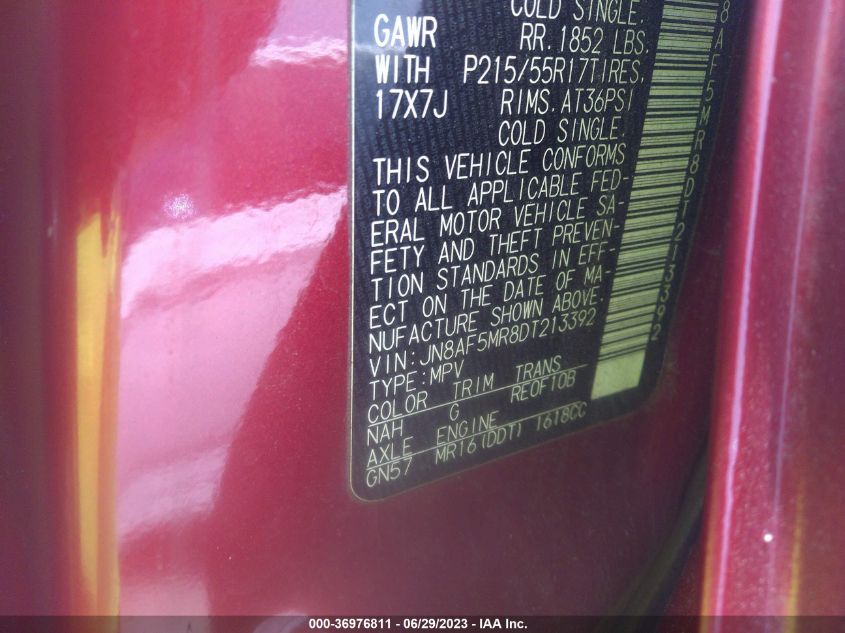 COLD SINGLE.
GAWR RR. 1852 LBS.
WITH P215/55R17TIRES,
17X7J RIMS. AT36PSI
COLD SINGLE.
THIS VEHICLE CONFORMS
TO ALL APPLICABLE FED-
ERAL MOTOR VEHICLE SA-
FETY AND THEFT PREVEN-
TION STANDARDS IN EFF-
ECT ON THE DATE OF MA-
NUFACTURE SHOWN ABOVE.
VIN: JN8AF5MR8DT213392
TYPE: MPV
COLOR TRIM TRANS
NAH G RE0F10B
AXLE ENGINE
GN57 MR16(DDT) 1618CC
8AF5MR8DT213392
000-36976811 - 06/29/2023 - IAA Inc.